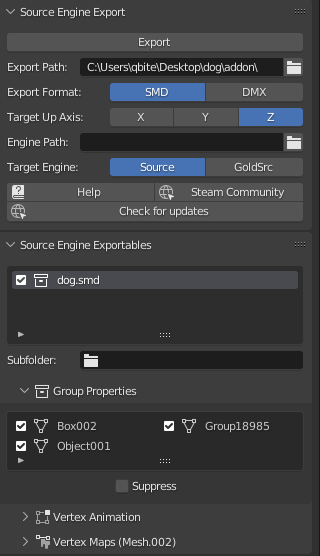 Source Engine Export
Export
Export Path: C:\Users\qbite\Desktop\dog\addon\
Export Format: SMD DMX
Target Up Axis: X Y Z
Engine Path:
Target Engine: Source GoldSrc
Help Steam Community
Check for updates
Source Engine Exportables
dog.smd
Subfolder:
Group Properties
Box002 Group18985
Object001
Suppress
Vertex Animation
Vertex Maps (Mesh.002)